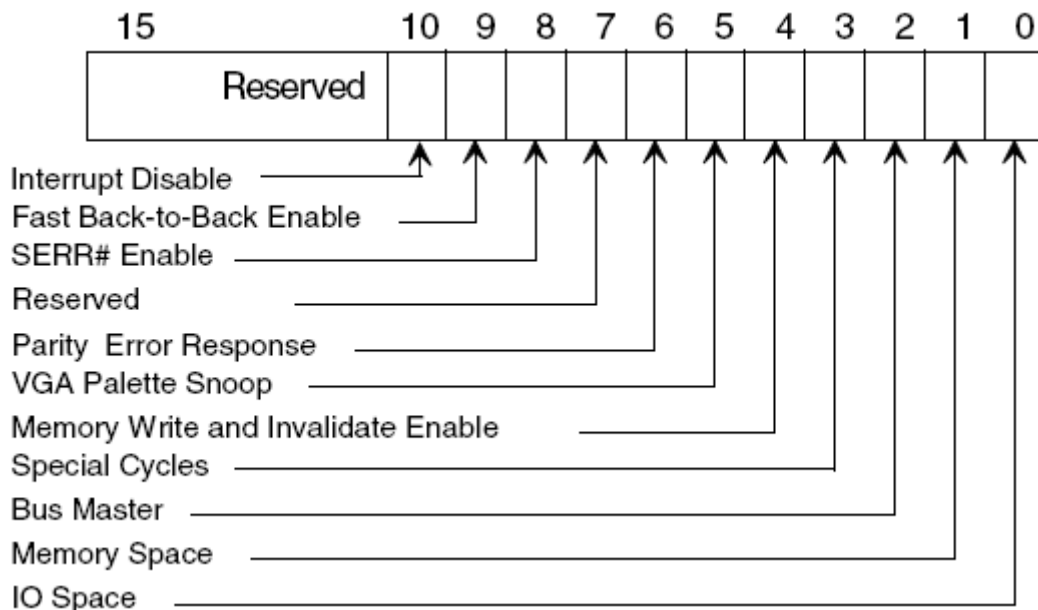 15 10 9 8 7 6 5 4 3 2 1 0
Reserved
Interrupt Disable
Fast Back-to-Back Enable
SERR# Enable
Reserved
Parity Error Response
VGA Palette Snoop
Memory Write and Invalidate Enable
Special Cycles
Bus Master
Memory Space
IO Space